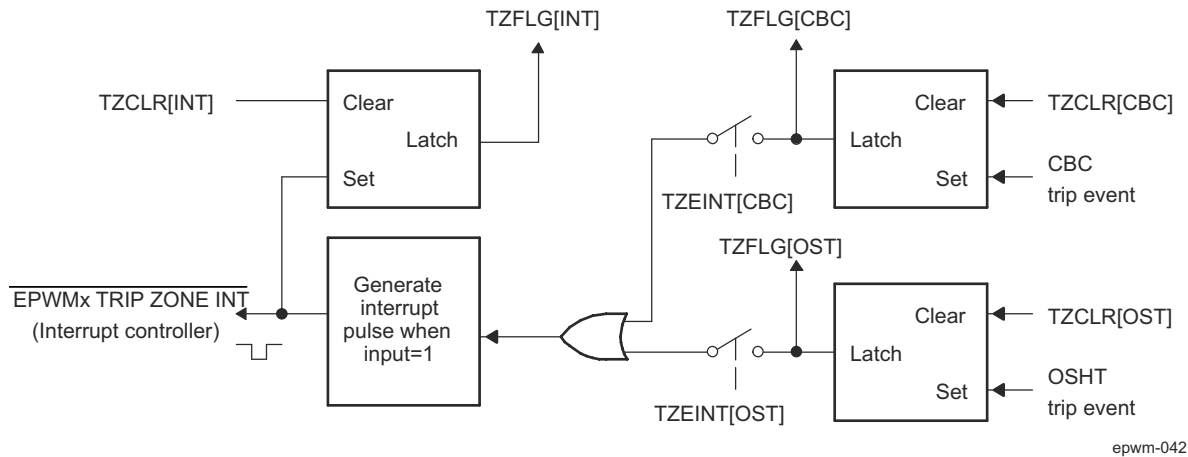 TZFLG[INT]
TZFLG[CBC]
TZCLR[INT]
Clear
Latch
Set
Clear
Latch
Set
TZCLR[CBC]
CBC
trip event
TZEINT[CBC]
TZFLG[OST]
EPWMx TRIP ZONE INT
(Interrupt controller)
Generate
interrupt
pulse when
input=1
Clear
Latch
Set
TZCLR[OST]
OSHT
trip event
TZEINT[OST]
epwm-042